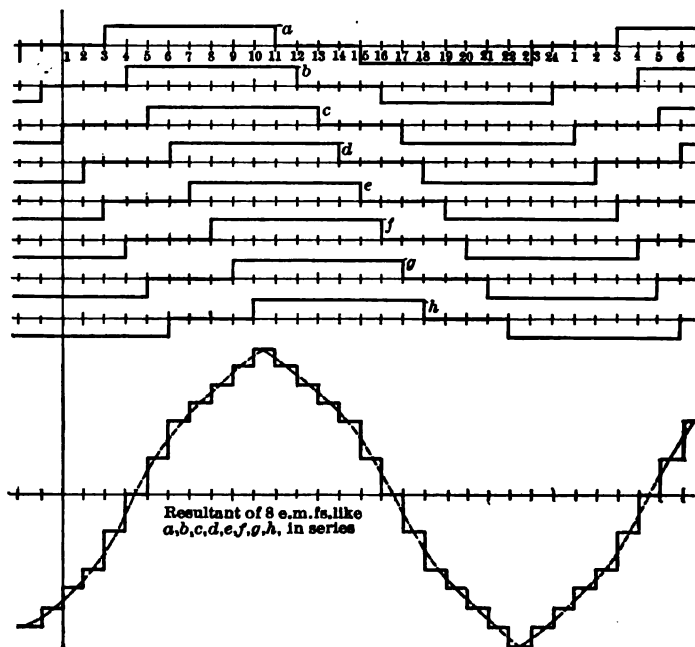 a
1 2 3 4 5 6 7 8 9 10 11 12 13 14 15 16 17 18 19 20 21 22 23 24 1 2 3 4 5 6
b
c
d
e
f
g
h
Resultant of 8 e.m.fs.like
a,b,c,d,e,f,g,h, in series